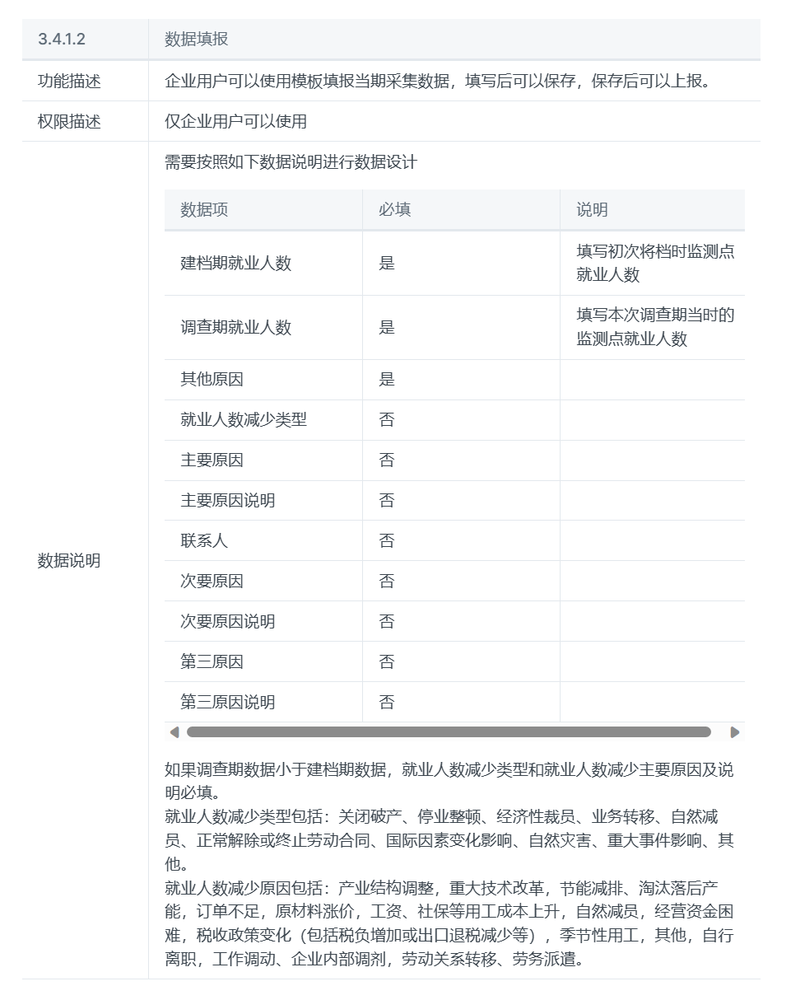 3.4.1.2 数据填报
功能描述 企业用户可以使用模板填报当期采集数据，填写后可以保存，保存后可以上报。
权限描述 仅企业用户可以使用
需要按照如下数据说明进行数据设计
数据项 必填 说明
建档期就业人数 是 填写初次将档时监测点
就业人数
调查期就业人数 是 填写本次调查期当时的
监测点就业人数
其他原因 是
就业人数减少类型 否
主要原因 否
主要原因说明 否
联系人 否
数据说明
次要原因 否
次要原因说明 否
第三原因 否
第三原因说明 否
如果调查期数据小于建档期数据，就业人数减少类型和就业人数减少主要原因及说
明必填。
就业人数减少类型包括：关闭破产、停业整顿、经济性裁员、业务转移、自然减
员、正常解除或终止劳动合同、国际因素变化影响、自然灾害、重大事件影响、其
他。
就业人数减少原因包括：产业结构调整，重大技术改革，节能减排、淘汰落后产
能，订单不足，原材料涨价，工资、社保等用工成本上升，自然减员，经营资金困
难，税收政策变化（包括税负增加或出口退税减少等），季节性用工，其他，自行
离职，工作调动、企业内部调剂，劳动关系转移、劳务派遣。